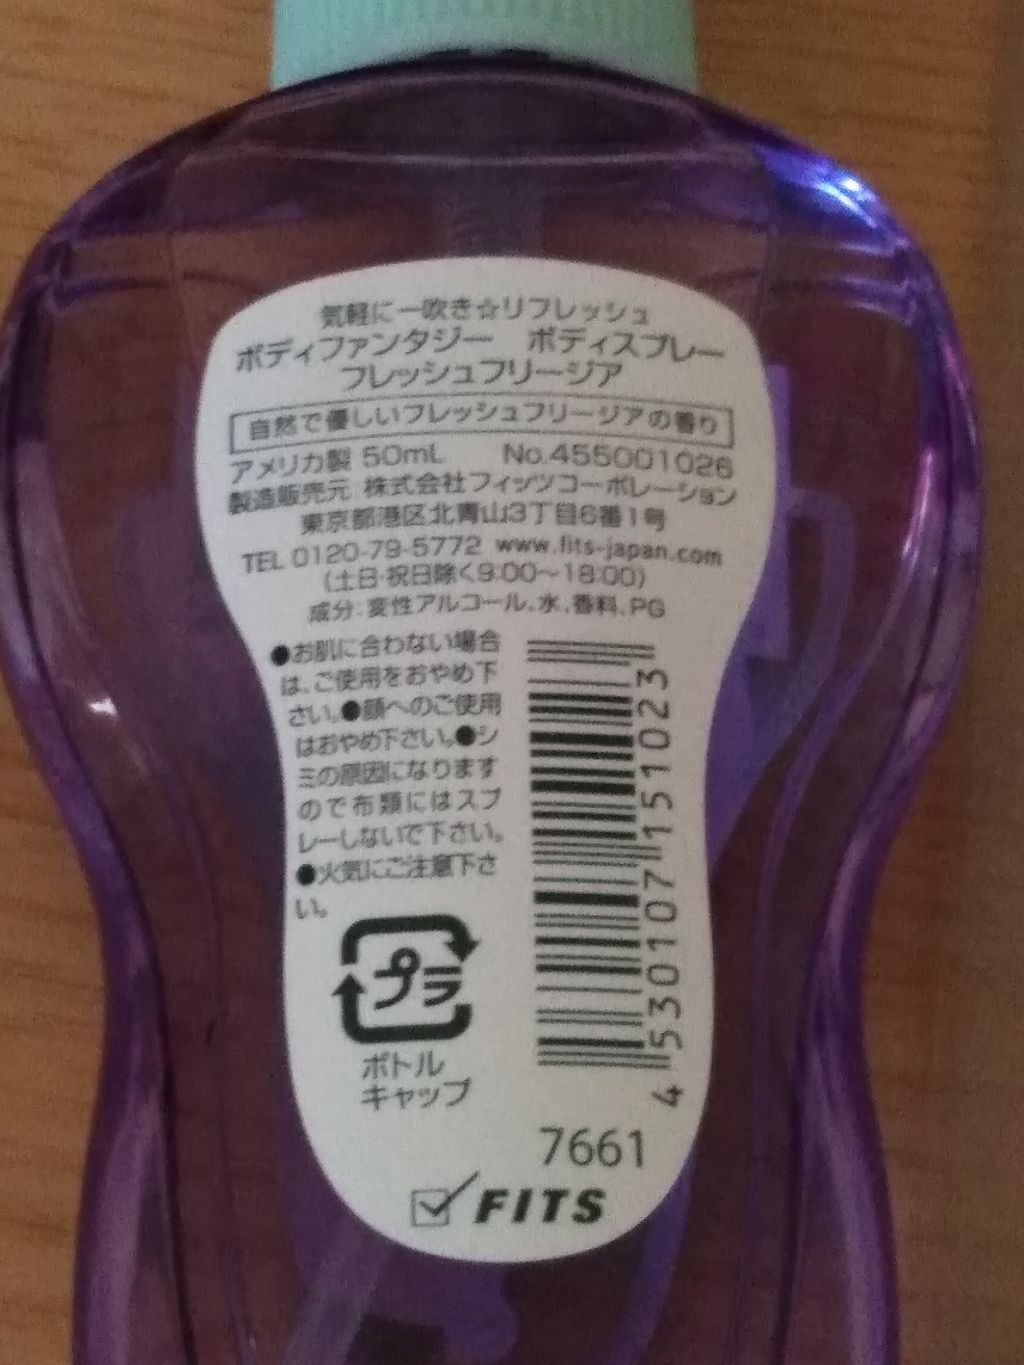 気軽に一吹き☆リフレッシュ
ボディファンタジー　ボディスプレー
フレッシュフリージア
自然で優しいフレッシュフリージアの香り
アメリカ製 50mL　No.455001026
製造販売元 株式会社フィッツコーポレーション
東京都港区北青山3丁目6番1号
TEL 0120-79-5772 www.fits-japan.com
(土日・祝日除く9:00～18:00)
成分:変性アルコール、水、香料、PG
●お肌に合わない場合
は、ご使用をおやめ下
さい。●顔へのご使用
はおやめ下さい。●シ
ミの原因になります
ので布類にはスプ
レーしないで下さい。
●火気にご注意下さ
い。
プラ
ボトル
キャップ
4530107151023
7661
FITS